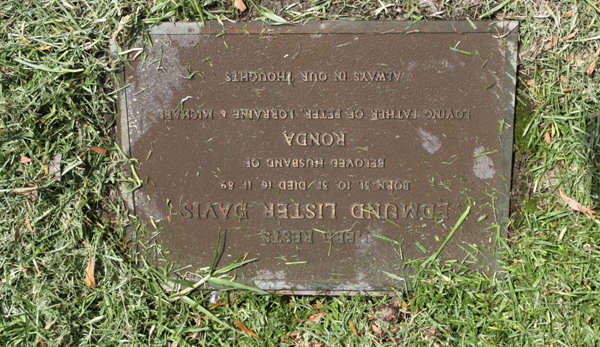 HERE RESTS
EDMUND LISTER DAVIS
BORN 31. 10. 31. DIED 16. 11. 89
BELOVED HUSBAND OF
RONDA
LOVING FATHER OF PETER, LORRAINE & MICHAEL
ALWAYS IN OUR THOUGHTS